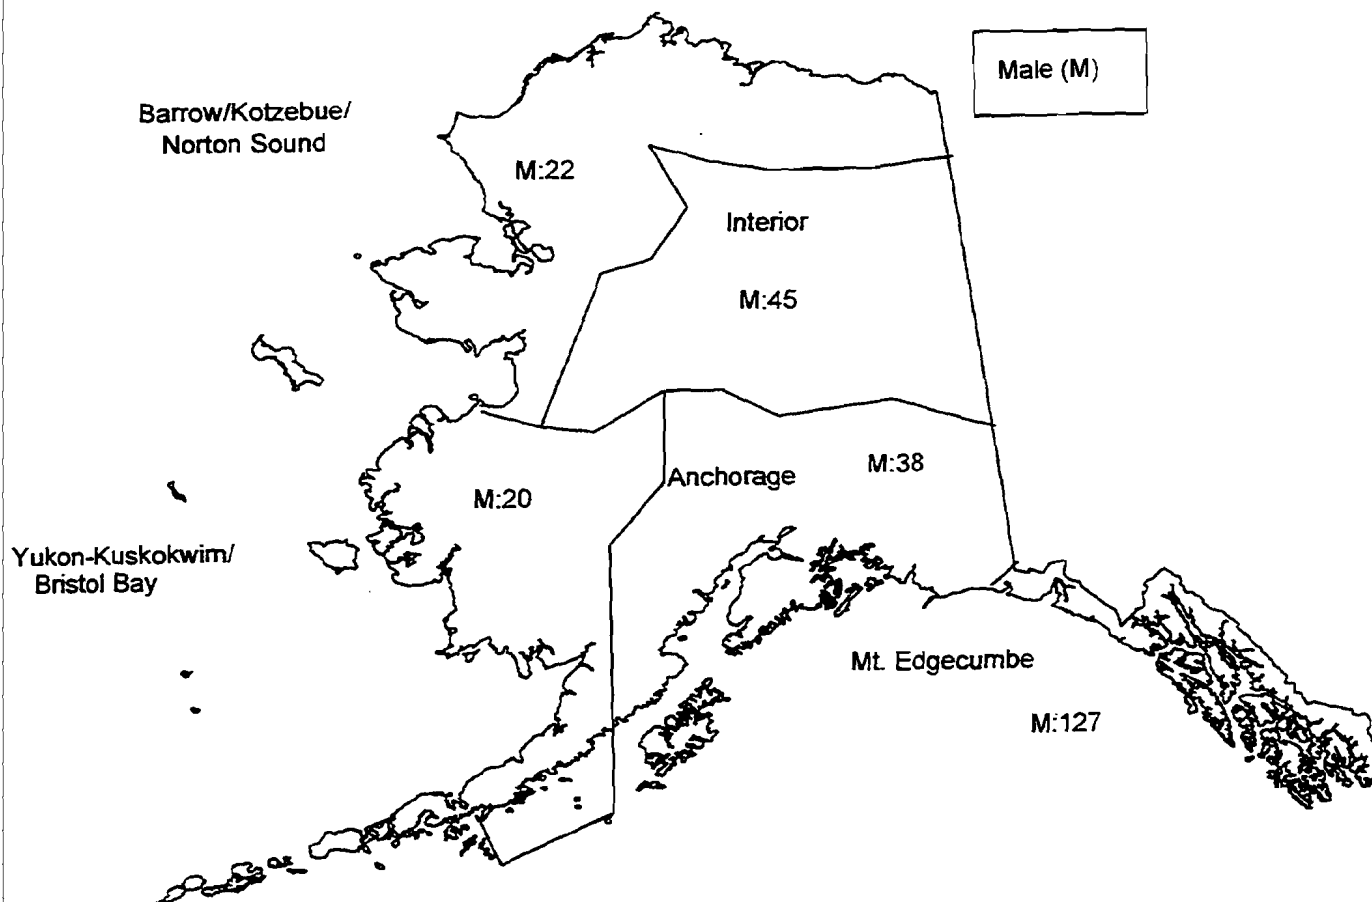 Male (M)
Barrow/Kotzebue/
Norton Sound
M:22
Interior
M:45
Anchorage
M:38
M:20
Yukon-Kuskokwim/
Bristol Bay
Mt. Edgecumbe
M:127